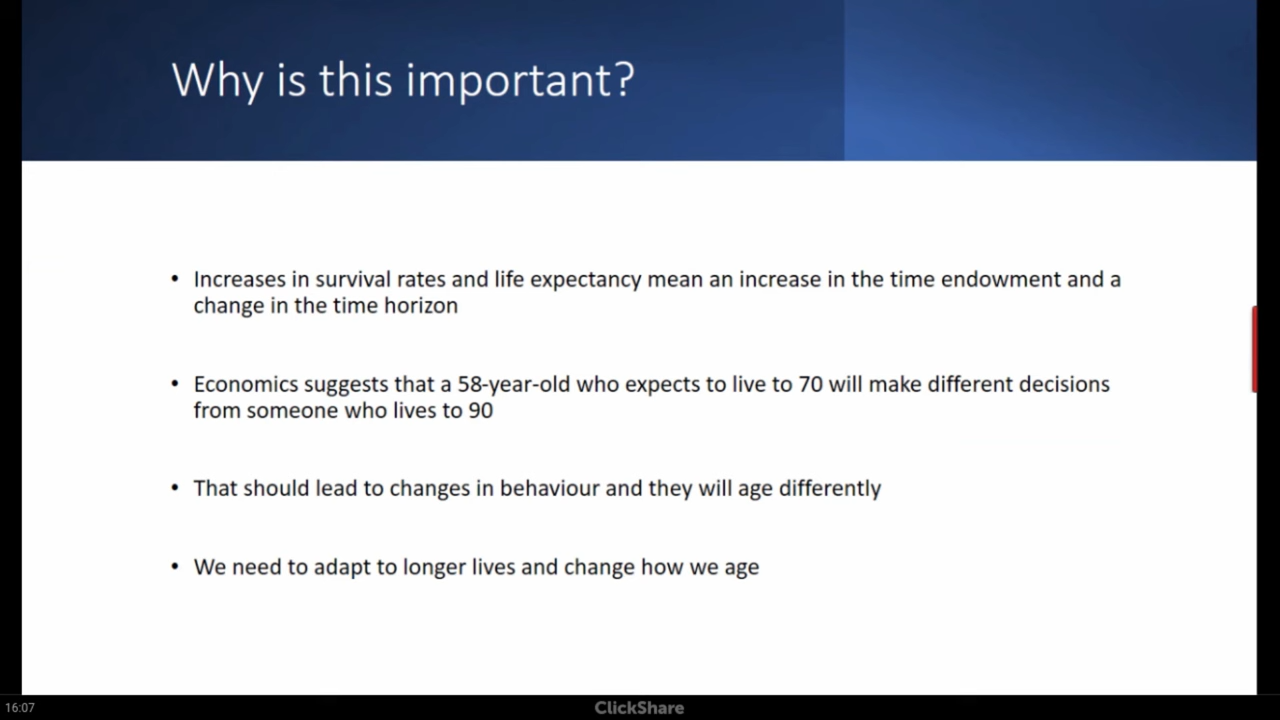 Why is this important?
• Increases in survival rates and life expectancy mean an increase in the time endowment and a
change in the time horizon
• Economics suggests that a 58-year-old who expects to live to 70 will make different decisions
from someone who lives to 90
• That should lead to changes in behaviour and they will age differently
• We need to adapt to longer lives and change how we age
16:07
ClickShare